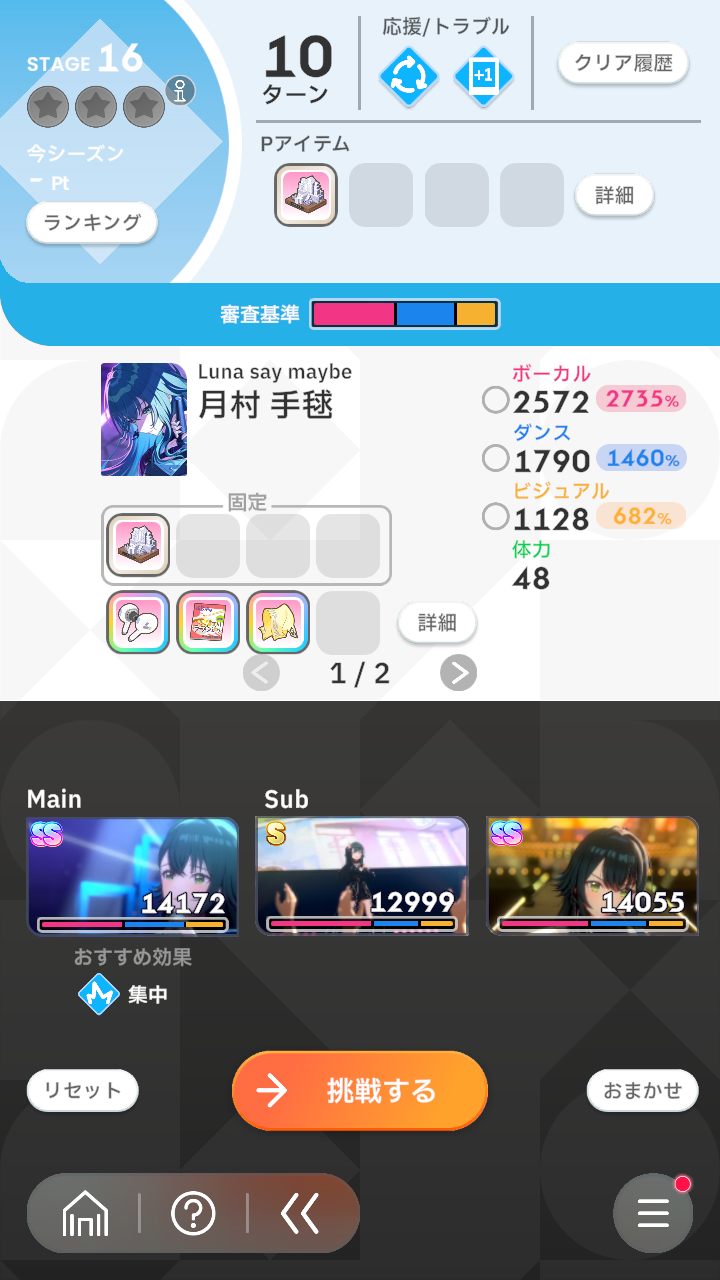 STAGE 16
10
ターン
応援/トラブル
+1
クリア履歴
今シーズン
- Pt
ランキング
Pアイテム
詳細
審査基準
Luna say maybe
月村 手毬
ボーカル
2572 2735%
ダンス
1790 1460%
ビジュアル
1128 682%
体力
48
固定
詳細
1 / 2
Main
Sub
SS
14172
S
12999
SS
14055
おすすめ効果
集中
リセット
挑戦する
おまかせ
?